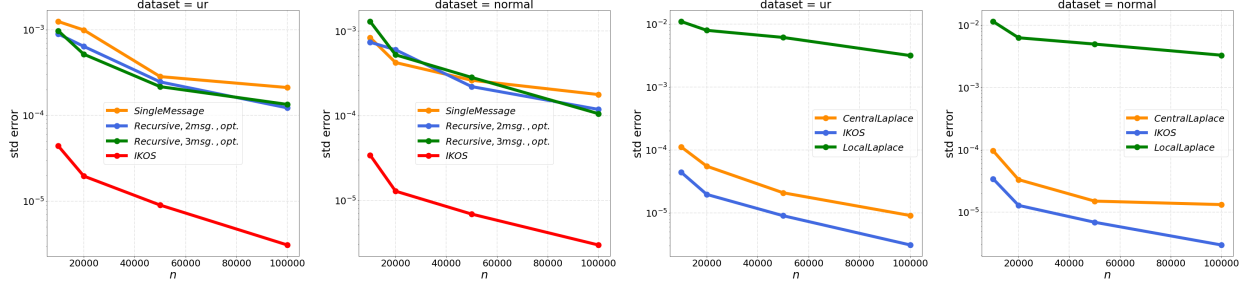 dataset = ur
10⁻³
10⁻⁴
10⁻⁵
std error
SingleMessage
Recursive, 2msg., opt.
Recursive, 3msg., opt.
IKOS
20000 40000 60000 80000 100000
n
dataset = normal
10⁻³
10⁻⁴
10⁻⁵
std error
SingleMessage
Recursive, 2msg., opt.
Recursive, 3msg., opt.
IKOS
20000 40000 60000 80000 100000
n
dataset = ur
10⁻²
10⁻³
10⁻⁴
10⁻⁵
std error
CentralLaplace
IKOS
LocalLaplace
20000 40000 60000 80000 100000
n
dataset = normal
10⁻²
10⁻³
10⁻⁴
10⁻⁵
std error
CentralLaplace
IKOS
LocalLaplace
20000 40000 60000 80000 100000
n